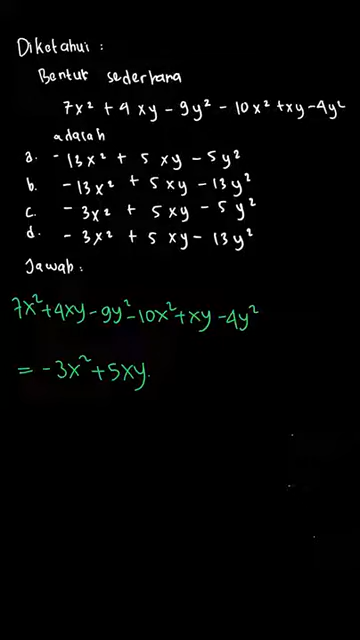 Diketahui :
Bentuk sederhana
7x² + 4xy - 9y² - 10x² + xy - 4y²
adalah
a. -13x² + 5xy - 5y²
b. -13x² + 5xy - 13y²
c. -3x² + 5xy - 5y²
d. -3x² + 5xy - 13y²
Jawab :
7x²+4xy-9y²-10x²+xy-4y²
= -3x²+5xy